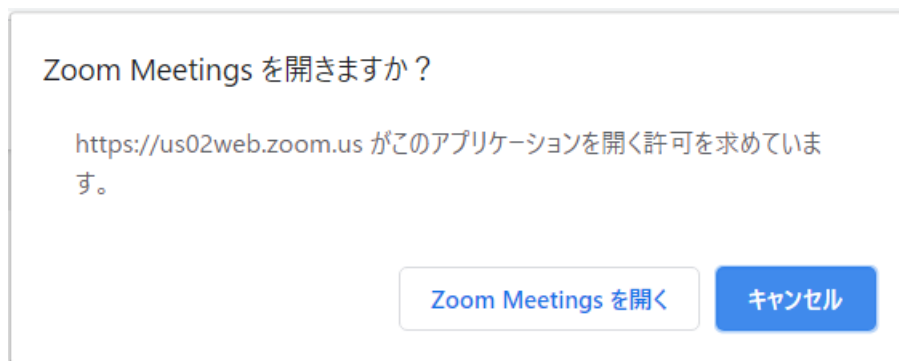 Zoom Meetings を開きますか？
https://us02web.zoom.us がこのアプリケーションを開く許可を求めていま
す。
Zoom Meetings を開く
キャンセル